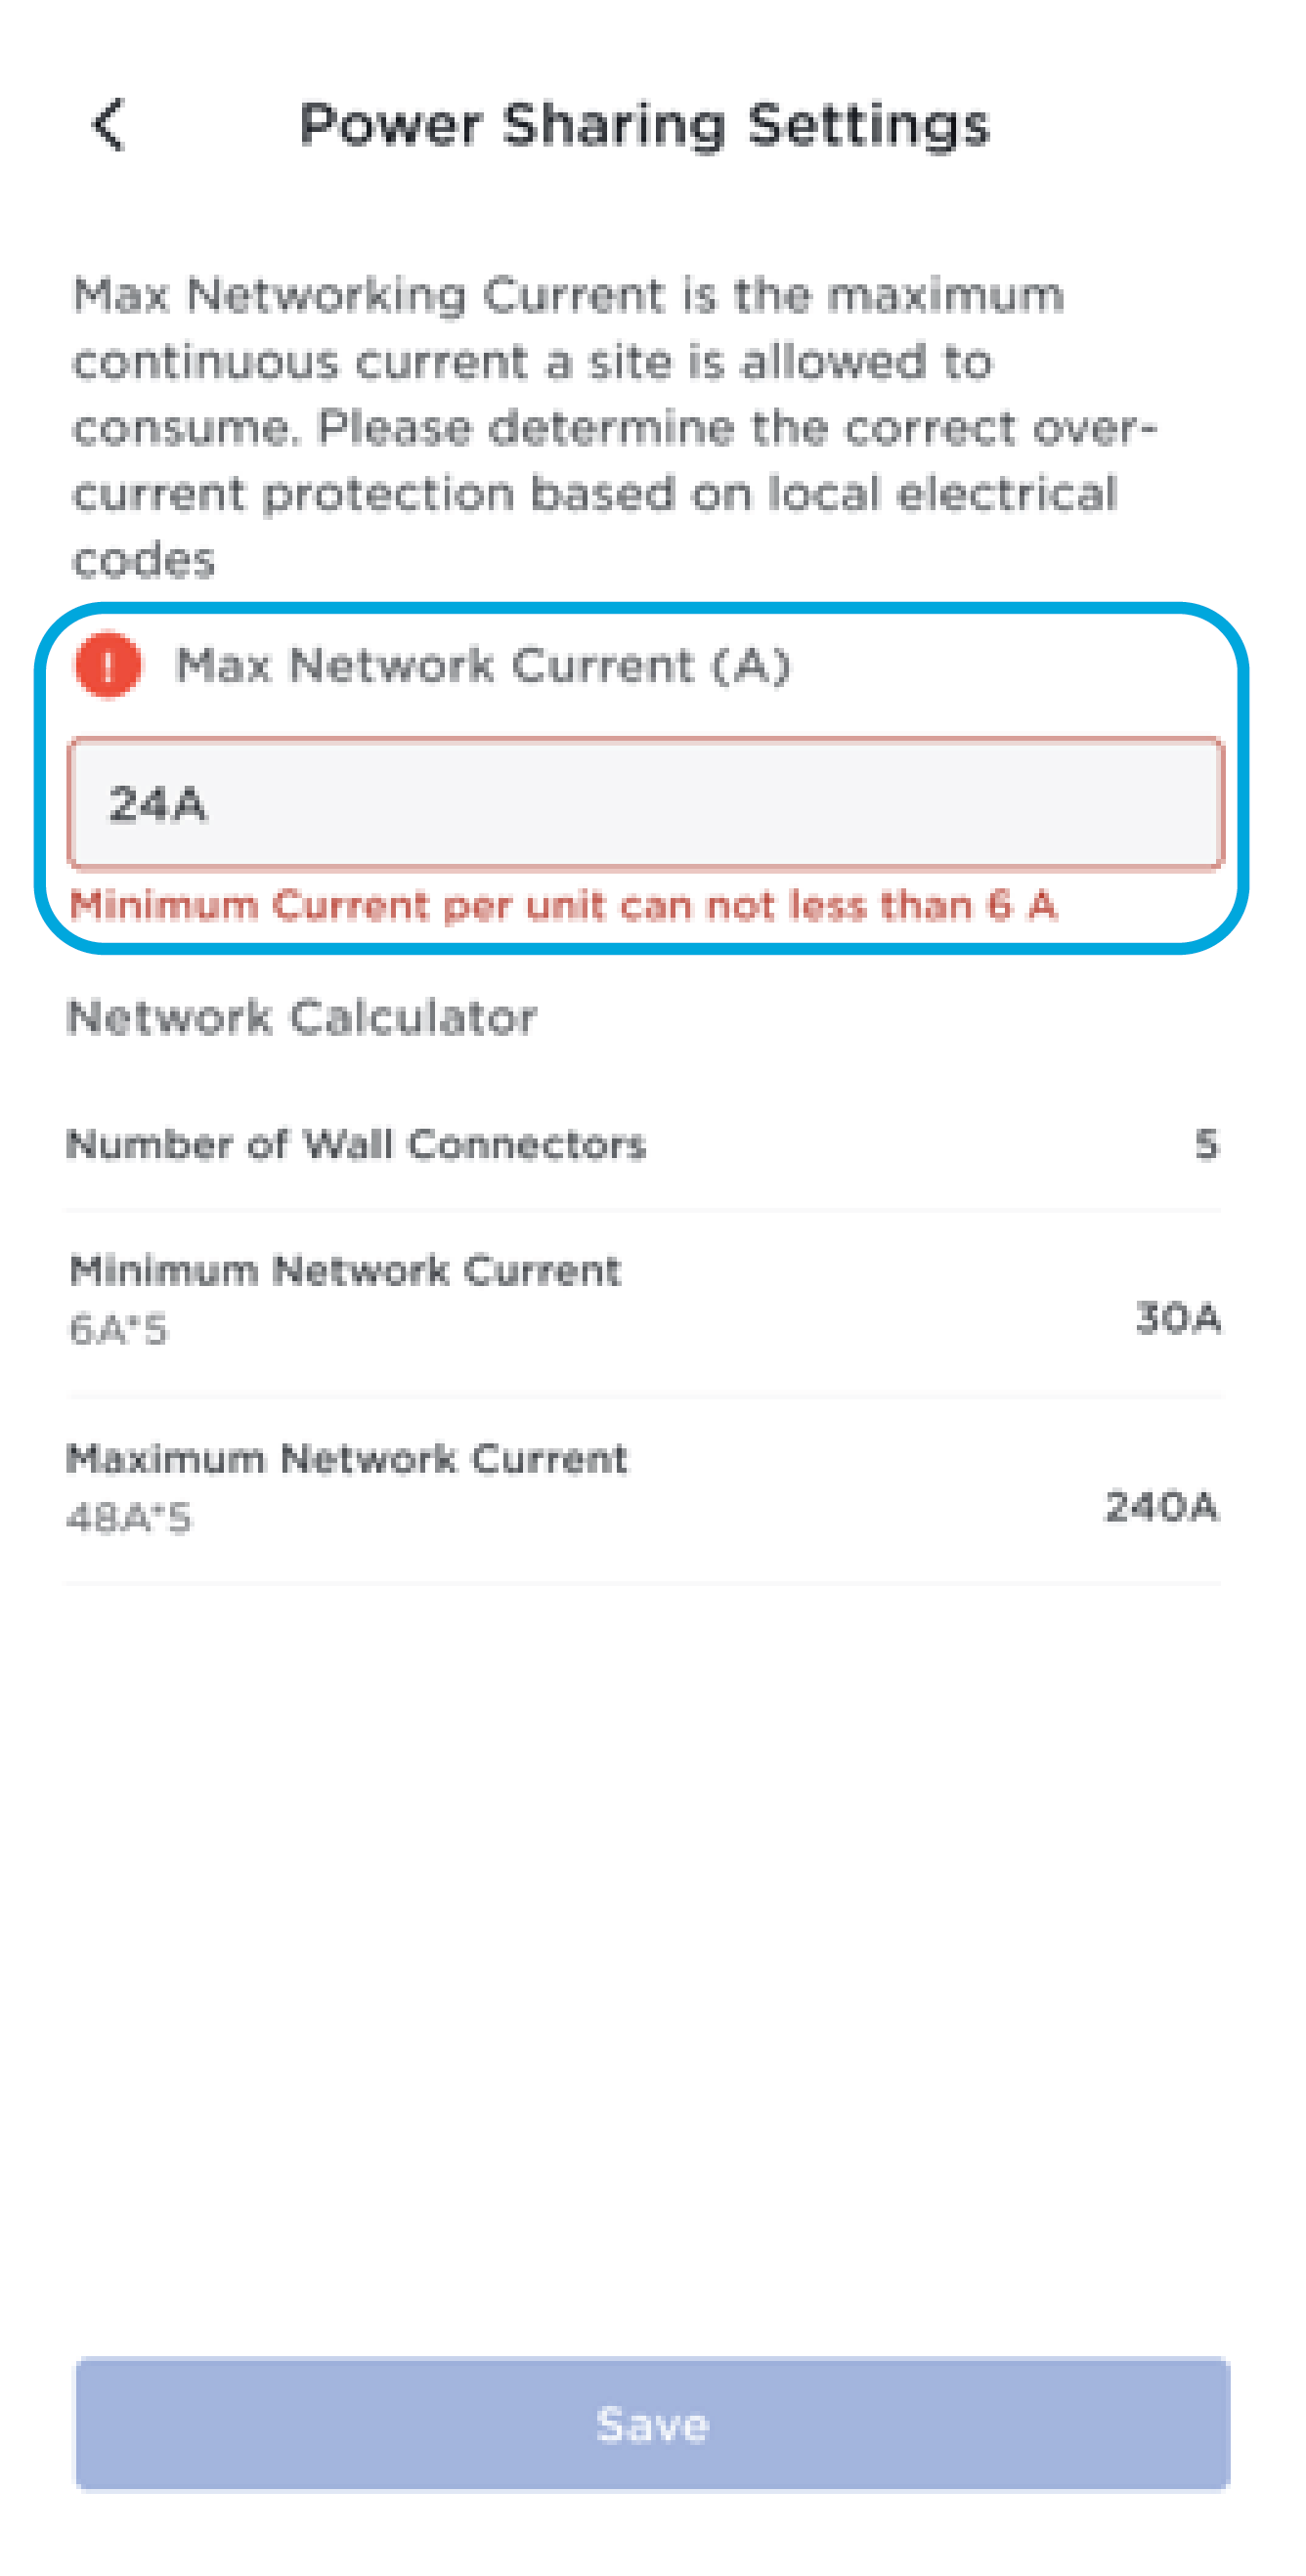 Power Sharing Settings
Max Networking Current is the maximum
continuous current a site is allowed to
consume. Please determine the correct over-
current protection based on local electrical
codes
! Max Network Current (A)
24A
Minimum Current per unit can not less than 6 A
Network Calculator
Number of Wall Connectors 5
Minimum Network Current
6A*5 30A
Maximum Network Current
48A*5 240A
Save